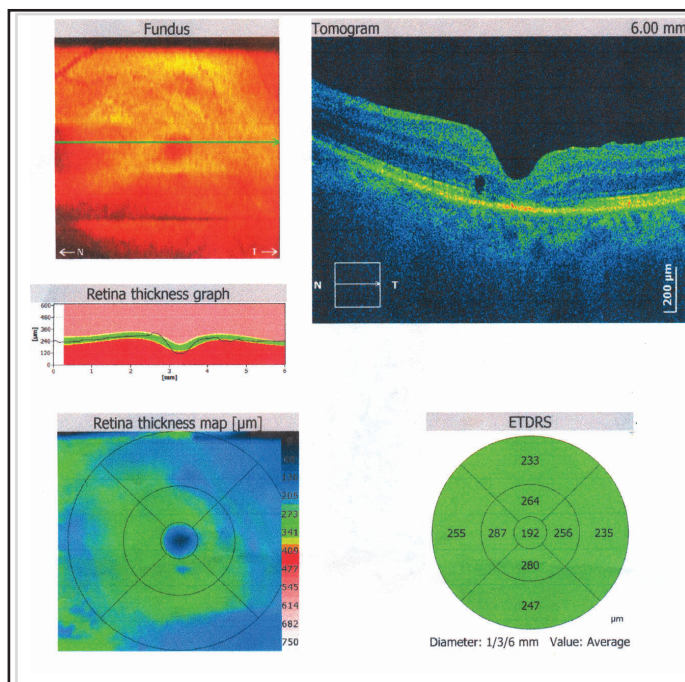 Fundus
Tomogram 6.00 mm
N T
N T
200 µm
Retina thickness graph
[µm]
600
480
360
240
120
0
0 1 2 3 4 5 6
[mm]
Retina thickness map [µm]
205
273
341
409
477
545
614
682
750
ETDRS
233
264
255 287 192 256 235
280
247
µm
Diameter: 1/3/6 mm Value: Average